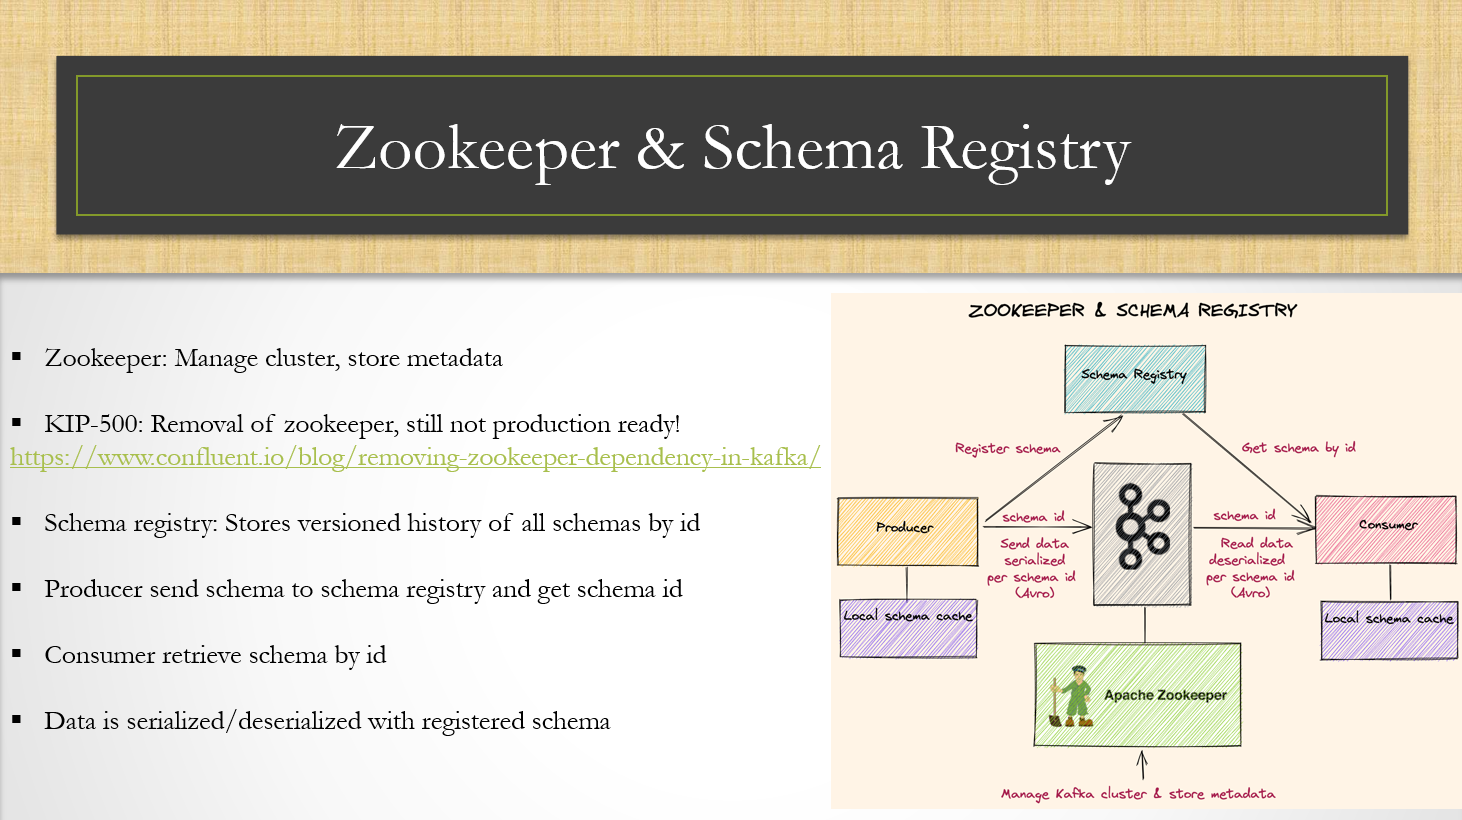 Zookeeper & Schema Registry
Zookeeper: Manage cluster, store metadata
KIP-500: Removal of zookeeper, still not production ready!
https://www.confluent.io/blog/removing-zookeeper-dependency-in-kafka/
Schema registry: Stores versioned history of all schemas by id
Producer send schema to schema registry and get schema id
Consumer retrieve schema by id
Data is serialized/deserialized with registered schema
ZOOKEEPER & SCHEMA REGISTRY
Schema Registry
Register schema
Get schema by id
Producer
schema id
Send data
serialized
per schema id
(Avro)
schema id
Read data
deserialized
per schema id
(Avro)
Consumer
Local schema cache
Local schema cache
Apache Zookeeper
Manage Kafka cluster & store metadata